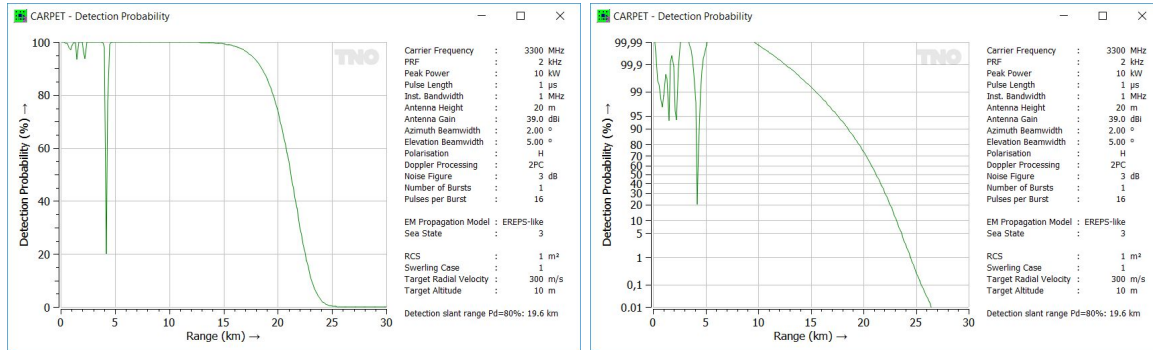 CARPET - Detection Probability
Detection Probability (%) →
100
80
60
40
20
0
TNO
0 5 10 15 20 25 30
Range (km) →
Carrier Frequency : 3300 MHz
PRF : 2 kHz
Peak Power : 10 kW
Pulse Length : 1 µs
Inst. Bandwidth : 1 MHz
Antenna Height : 20 m
Antenna Gain : 39.0 dBi
Azimuth Beamwidth : 2.00 °
Elevation Beamwidth : 5.00 °
Polarisation : H
Doppler Processing : 2PC
Noise Figure : 3 dB
Number of Bursts : 1
Pulses per Burst : 16
EM Propagation Model : EREPS-like
Sea State : 3
RCS : 1 m²
Swerling Case : 1
Target Radial Velocity : 300 m/s
Target Altitude : 10 m
Detection slant range Pd=80%: 19.6 km
CARPET - Detection Probability
Detection Probability (%) →
99,99
99,9
99
95
90
80
70
60
50
40
30
20
10
5
1
0,1
0.01
TNO
0 5 10 15 20 25 30
Range (km) →
Carrier Frequency : 3300 MHz
PRF : 2 kHz
Peak Power : 10 kW
Pulse Length : 1 µs
Inst. Bandwidth : 1 MHz
Antenna Height : 20 m
Antenna Gain : 39.0 dBi
Azimuth Beamwidth : 2.00 °
Elevation Beamwidth : 5.00 °
Polarisation : H
Doppler Processing : 2PC
Noise Figure : 3 dB
Number of Bursts : 1
Pulses per Burst : 16
EM Propagation Model : EREPS-like
Sea State : 3
RCS : 1 m²
Swerling Case : 1
Target Radial Velocity : 300 m/s
Target Altitude : 10 m
Detection slant range Pd=80%: 19.6 km